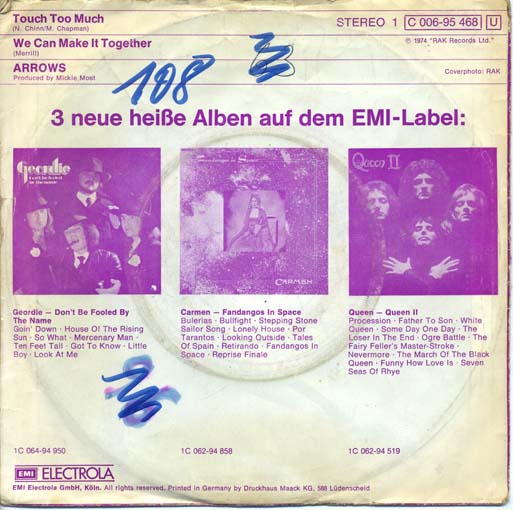 Touch Too Much
(N. Chinn/M. Chapman)
STEREO 1 C 006-95 468 U
We Can Make It Together
(Merrill)
℗ 1974 "RAK Records Ltd."
ARROWS
Produced by Mickie Most
Coverphoto: RAK
108
3 neue heiße Alben auf dem EMI-Label:
Geordie
Fandangos in Space
CARMEN
Queen II
Geordie — Don't Be Fooled By
The Name
Goin' Down · House Of The Rising
Sun · So What · Mercenary Man ·
Ten Feet Tall · Got To Know · Little
Boy · Look At Me
1C 064-94 950
Carmen — Fandangos In Space
Bulerias · Bullfight · Stepping Stone
Sailor Song · Lonely House · Por
Tarantos · Looking Outside · Tales
Of Spain · Retirando · Fandangos In
Space · Reprise Finale
1C 062-94 858
Queen — Queen II
Procession · Father To Son · White
Queen · Some Day One Day · The
Loser In The End · Ogre Battle · The
Fairy Feller's Master-Stroke ·
Nevermore · The March Of The Black
Queen · Funny How Love Is · Seven
Seas Of Rhye
1C 062-94 519
EMI ELECTROLA
EMI Electrola GmbH, Köln. All rights reserved. Printed in Germany by Druckhaus Maack KG, 588 Lüdenscheid